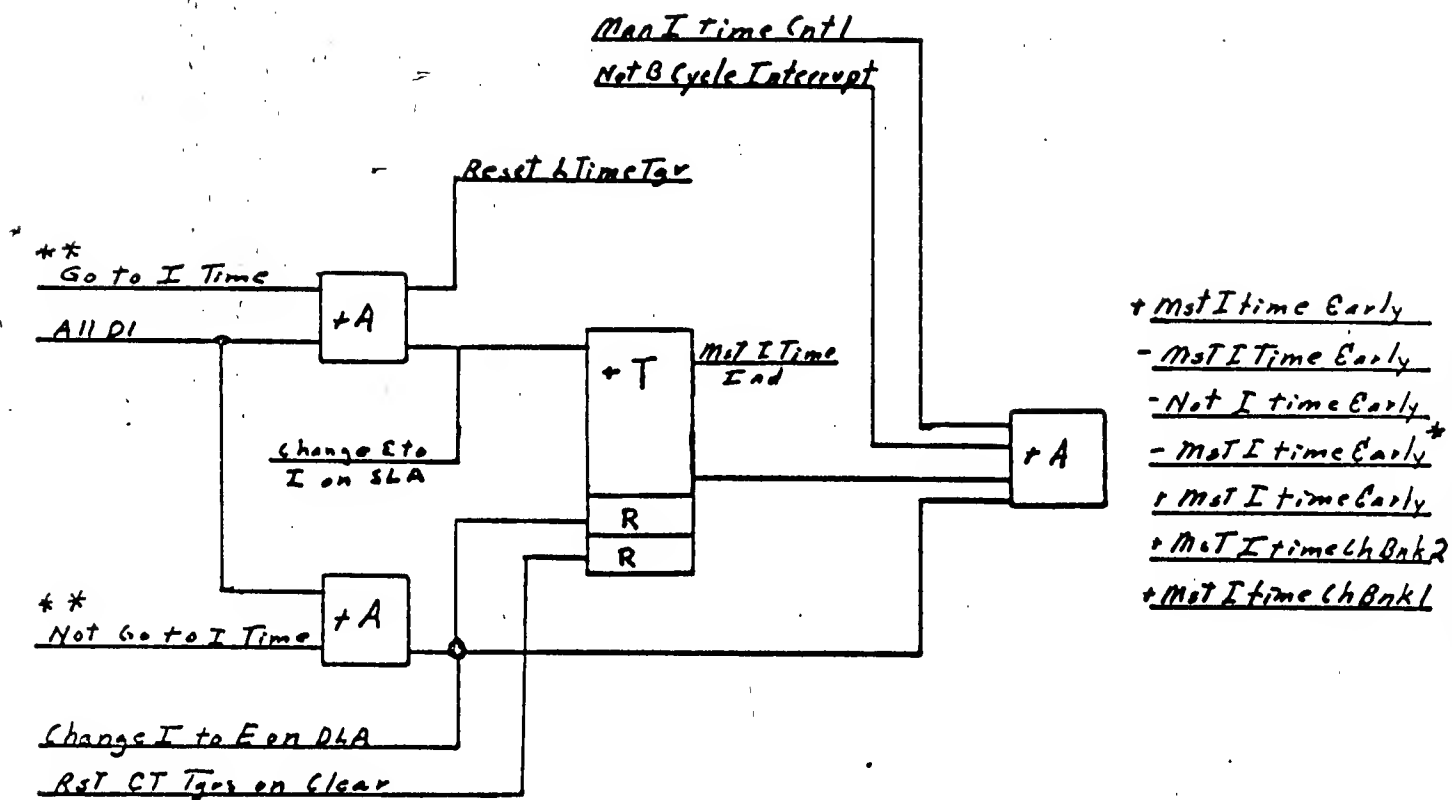 Man I time Cntl
Not B Cycle Interrupt
Reset L Time Tgr
**
Go to I Time
+A
All D1
+T
Mst I Time
Ind
+ Mst I time Early
- Mst I Time Early
- Not I time Early
- Mst I time Early*
+ Mst I time Early
+ Mst I time Ch Bnk 2
+ Mst I time Ch Bnk 1
+A
Change E to
I on SLA
R
R
**
Not Go to I Time
+A
Change I to E on DLA
Rst CT Tgrs on Clear